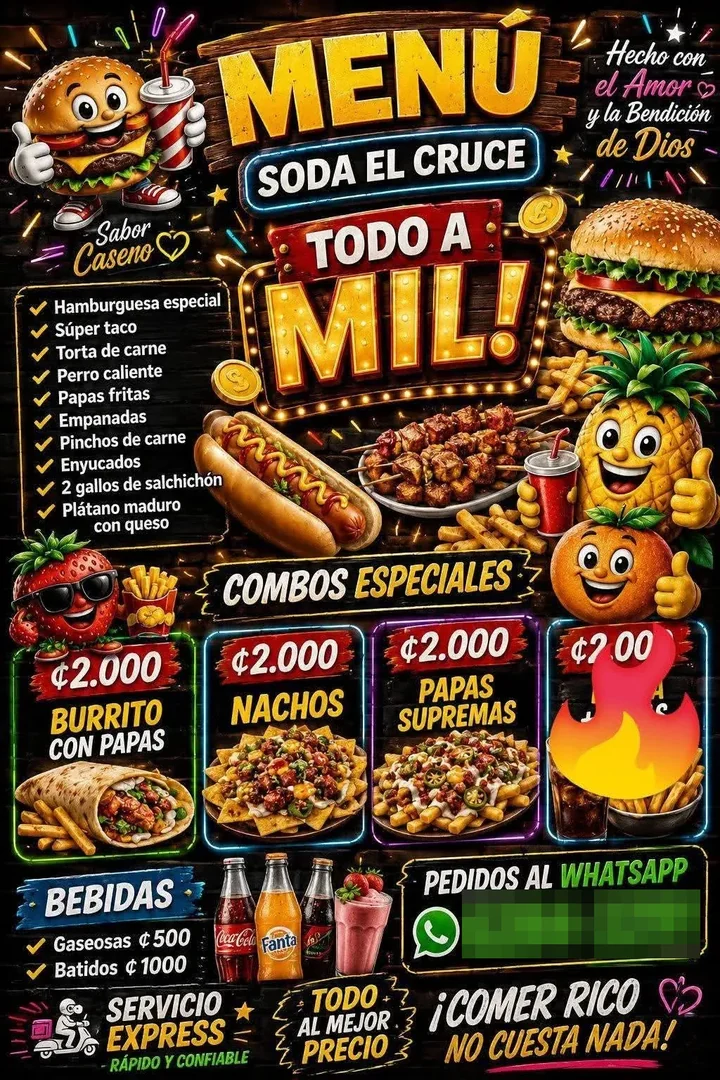 MENÚ
SODA EL CRUCE
TODO A
MIL!
Hecho con
el Amor
y la Bendición
de Dios
Sabor
Caseno
Hamburguesa especial
Súper taco
Torta de carne
Perro caliente
Papas fritas
Empanadas
Pinchos de carne
Enyucados
2 gallos de salchichón
Plátano maduro
con queso
COMBOS ESPECIALES
₡2.000
BURRITO
CON PAPAS
₡2.000
NACHOS
₡2.000
PAPAS
SUPREMAS
BEBIDAS
Gaseosas ₡500
Batidos ₡1000
Coca-Cola
Fanta
PEDIDOS AL WHATSAPP
SERVICIO
EXPRESS
RÁPIDO Y CONFIABLE
TODO
AL MEJOR
PRECIO
¡COMER RICO
NO CUESTA NADA!